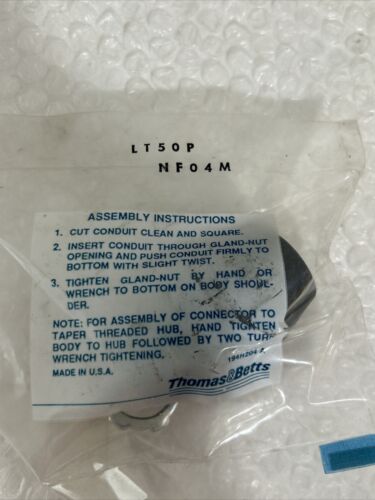 LT50P
NF04M
ASSEMBLY INSTRUCTIONS
1. CUT CONDUIT CLEAN AND SQUARE.
2. INSERT CONDUIT THROUGH GLAND-NUT
OPENING AND PUSH CONDUIT FIRMLY TO
BOTTOM WITH SLIGHT TWIST.
3. TIGHTEN GLAND-NUT BY HAND OR
WRENCH TO BOTTOM ON BODY SHOUL-
DER.
NOTE: FOR ASSEMBLY OF CONNECTOR TO
TAPER THREADED HUB, HAND TIGHTEN
BODY TO HUB FOLLOWED BY TWO TURN
WRENCH TIGHTENING.
MADE IN U.S.A.
Thomas&Betts